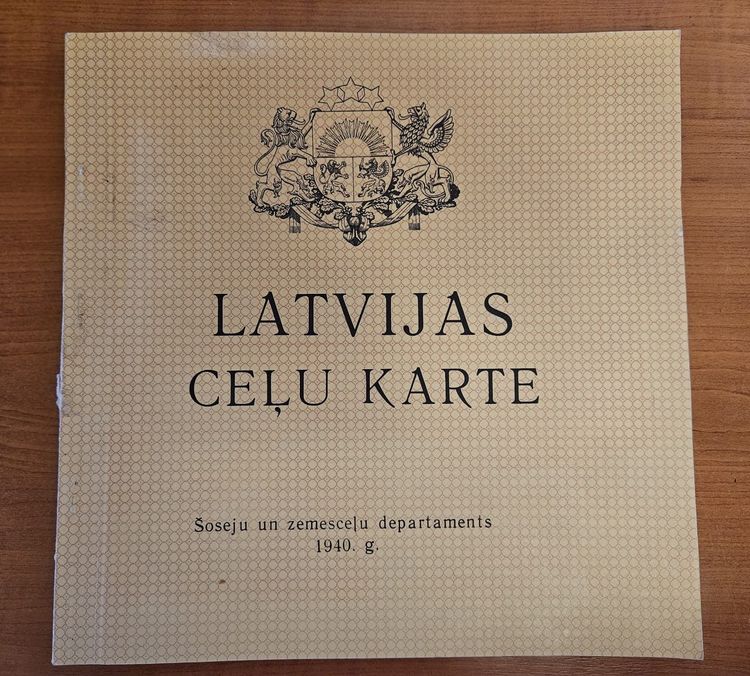 LATVIJAS
CEĻU KARTE
Šoseju un zemesceļu departaments
1940. g.